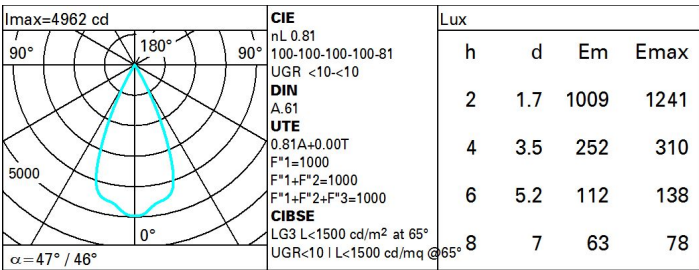 Imax=4962 cd
90° 180° 90°
5000
0°
α=47° / 46°
CIE
nL 0.81
100-100-100-100-81
UGR <10-<10
DIN
A.61
UTE
0.81A+0.00T
F"1=1000
F"1+F"2=1000
F"1+F"2+F"3=1000
CIBSE
LG3 L<1500 cd/m² at 65°
UGR<10 | L<1500 cd/mq @65°
Lux
h d Em Emax
2 1.7 1009 1241
4 3.5 252 310
6 5.2 112 138
8 7 63 78